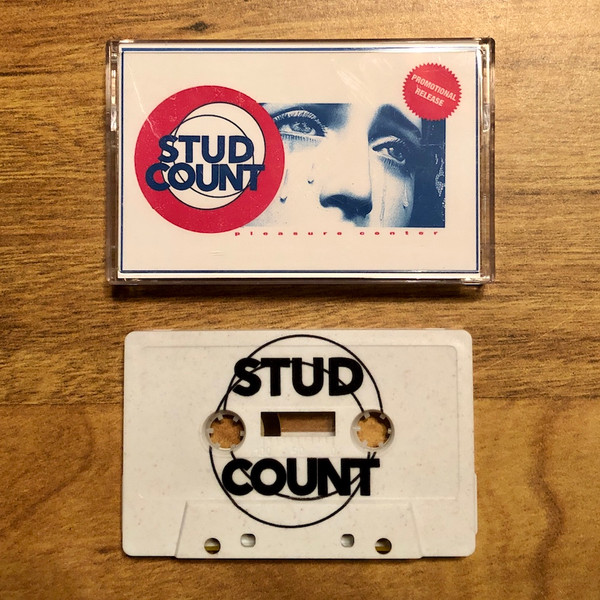 STUD
COUNT
PROMOTIONAL
RELEASE
pleasure center
STUD
COUNT